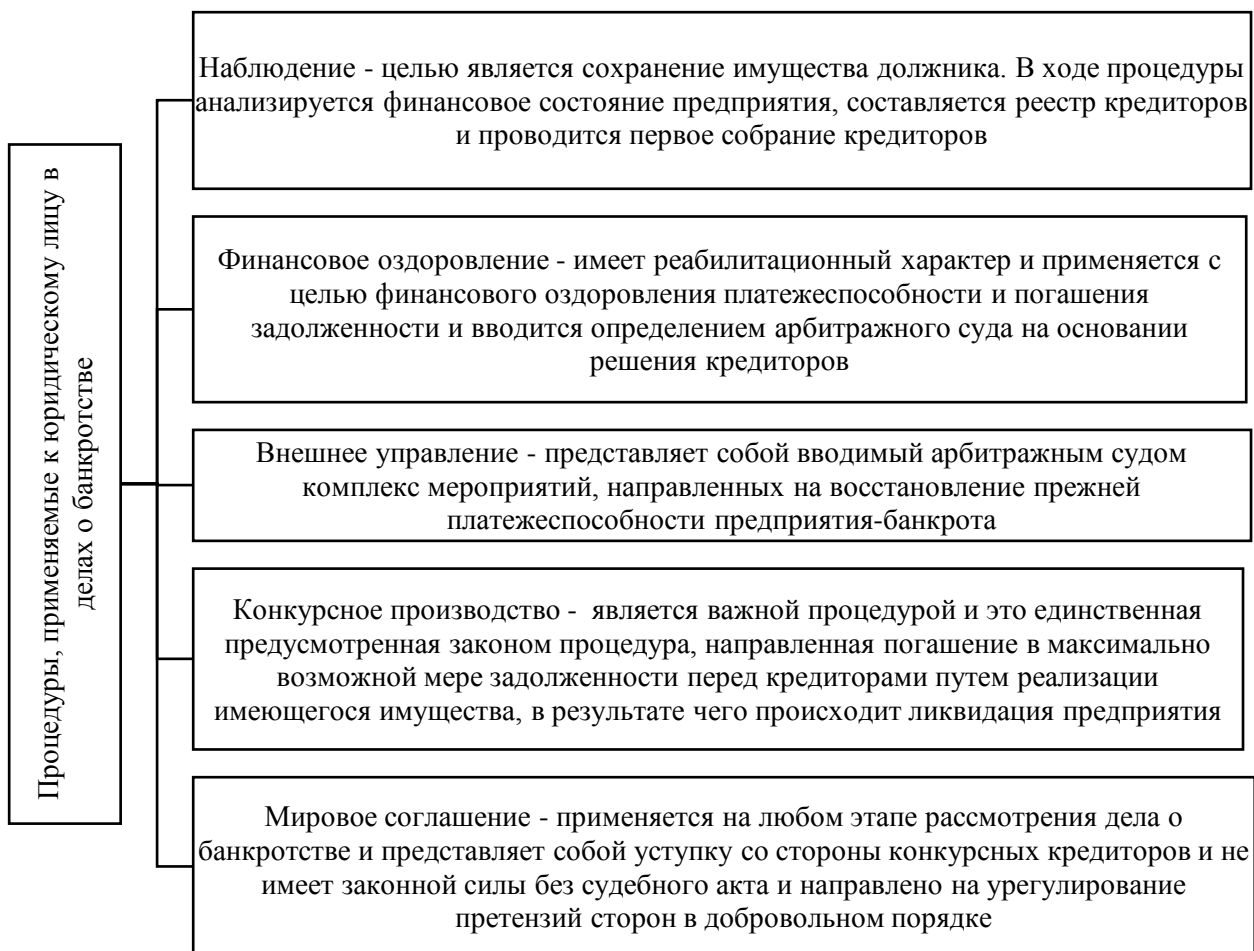 Процедуры, применяемые к юридическому лицу в
делах о банкротстве
Наблюдение - целью является сохранение имущества должника. В ходе процедуры
анализируется финансовое состояние предприятия, составляется реестр кредиторов
и проводится первое собрание кредиторов
Финансовое оздоровление - имеет реабилитационный характер и применяется с
целью финансового оздоровления платежеспособности и погашения
задолженности и вводится определением арбитражного суда на основании
решения кредиторов
Внешнее управление - представляет собой вводимый арбитражным судом
комплекс мероприятий, направленных на восстановление прежней
платежеспособности предприятия-банкрота
Конкурсное производство - является важной процедурой и это единственная
предусмотренная законом процедура, направленная погашение в максимально
возможной мере задолженности перед кредиторами путем реализации
имеющегося имущества, в результате чего происходит ликвидация предприятия
Мировое соглашение - применяется на любом этапе рассмотрения дела о
банкротстве и представляет собой уступку со стороны конкурсных кредиторов и не
имеет законной силы без судебного акта и направлено на урегулирование
претензий сторон в добровольном порядке